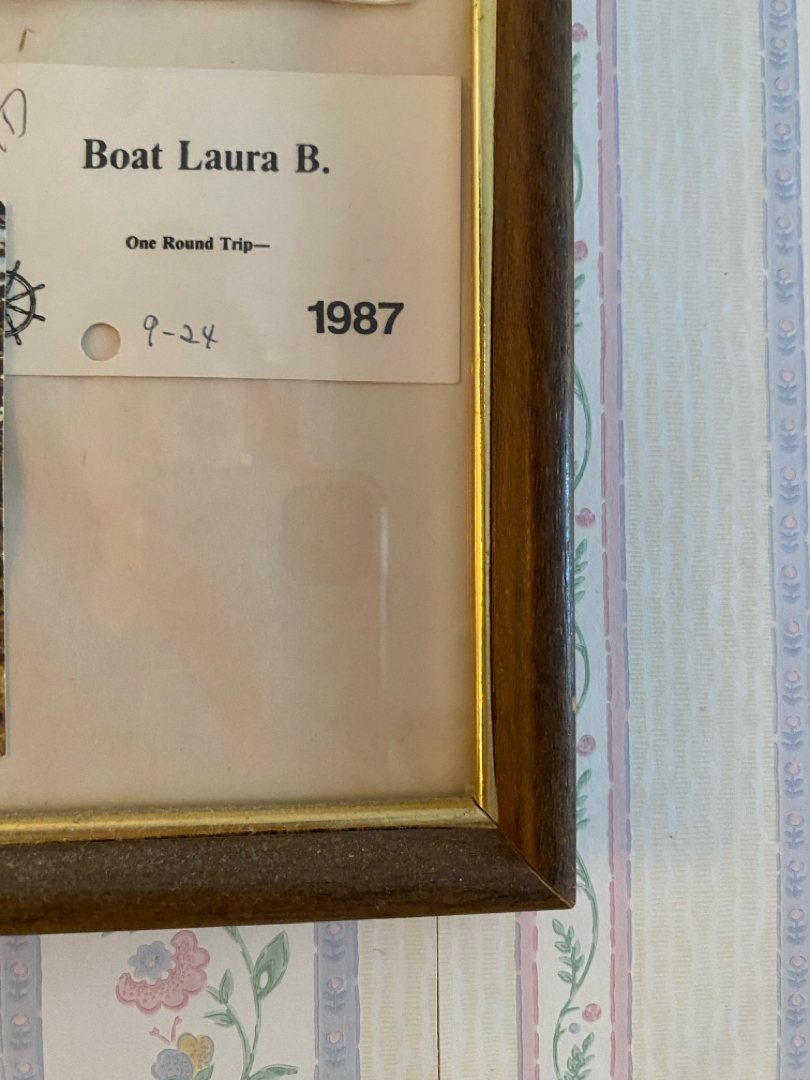 Boat Laura B.
One Round Trip—
9-24
1987